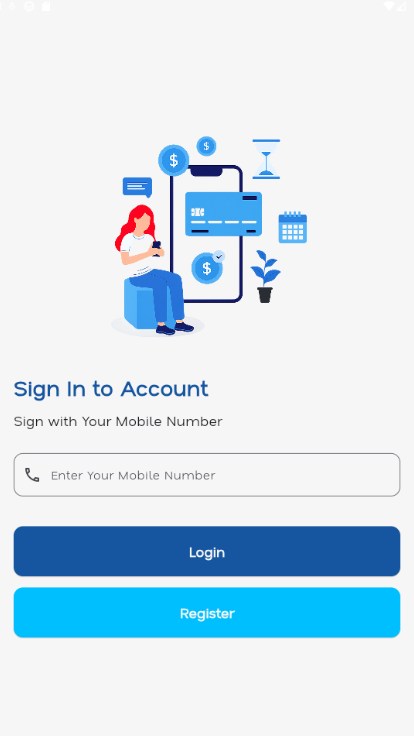 Sign In to Account
Sign with Your Mobile Number
Enter Your Mobile Number
Login
Register